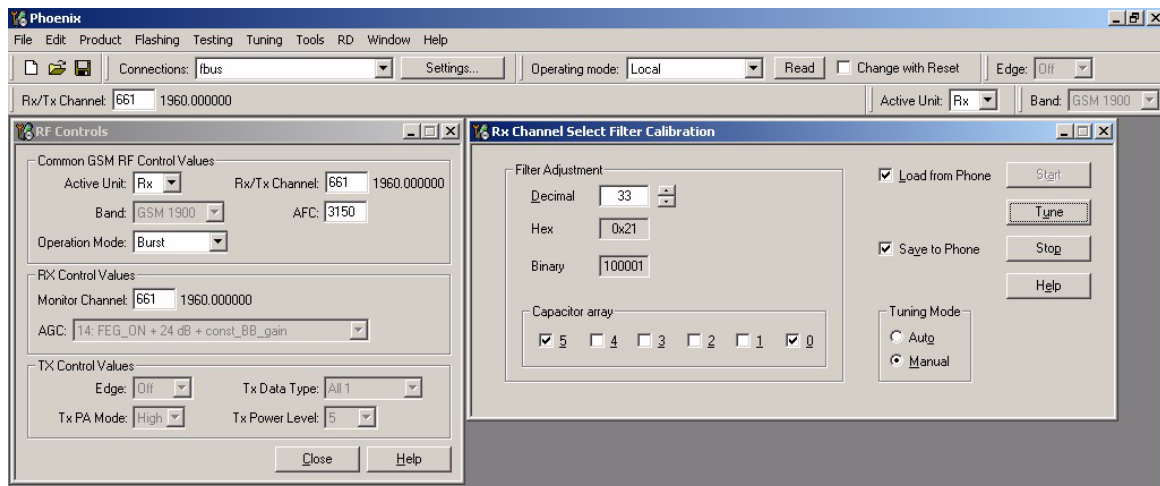 Phoenix
File Edit Product Flashing Testing Tuning Tools RD Window Help
Connections: fbus Settings... Operating mode: Local Read Change with Reset Edge: Off
Rx/Tx Channel: 661 1960.000000 Active Unit: Rx Band: GSM 1900
RF Controls
Common GSM RF Control Values
Active Unit: Rx Rx/Tx Channel: 661 1960.000000
Band: GSM 1900 AFC: 3150
Operation Mode: Burst
RX Control Values
Monitor Channel: 661 1960.000000
AGC: 14: FEG_ON + 24 dB + const_BB_gain
TX Control Values
Edge: Off Tx Data Type: All 1
Tx PA Mode: High Tx Power Level: 5
Close Help
Rx Channel Select Filter Calibration
Filter Adjustment
Decimal 33
Hex 0x21
Binary 100001
Capacitor array
5 4 3 2 1 0
Load from Phone
Save to Phone
Start
Tune
Stop
Help
Tuning Mode
Auto
Manual